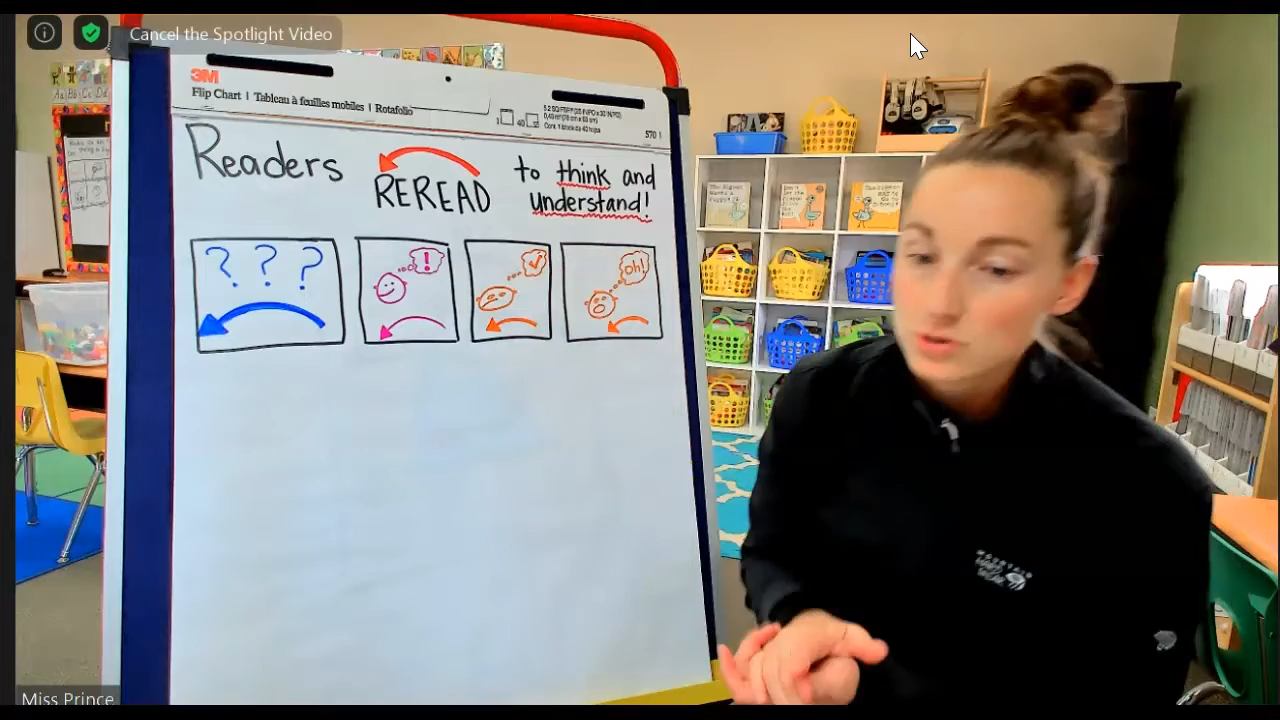 Cancel the Spotlight Video
3M
Flip Chart | Tableau à feuilles mobiles | Rotafolio
570
Readers REREAD to think and
understand!
? ? ?
!
oh!
Miss Prince